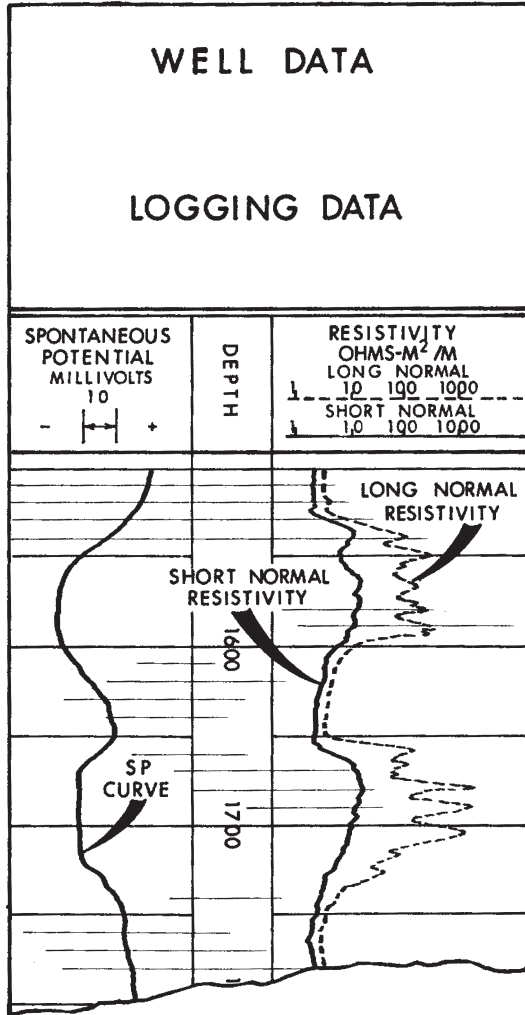 WELL DATA
LOGGING DATA
SPONTANEOUS
POTENTIAL
MILLIVOLTS
10
- +
DEPTH
RESISTIVITY
OHMS-M²/M
LONG NORMAL
1 10 100 1000
SHORT NORMAL
1 10 100 1000
LONG NORMAL
RESISTIVITY
SHORT NORMAL
RESISTIVITY
1600
SP
CURVE
1700
1